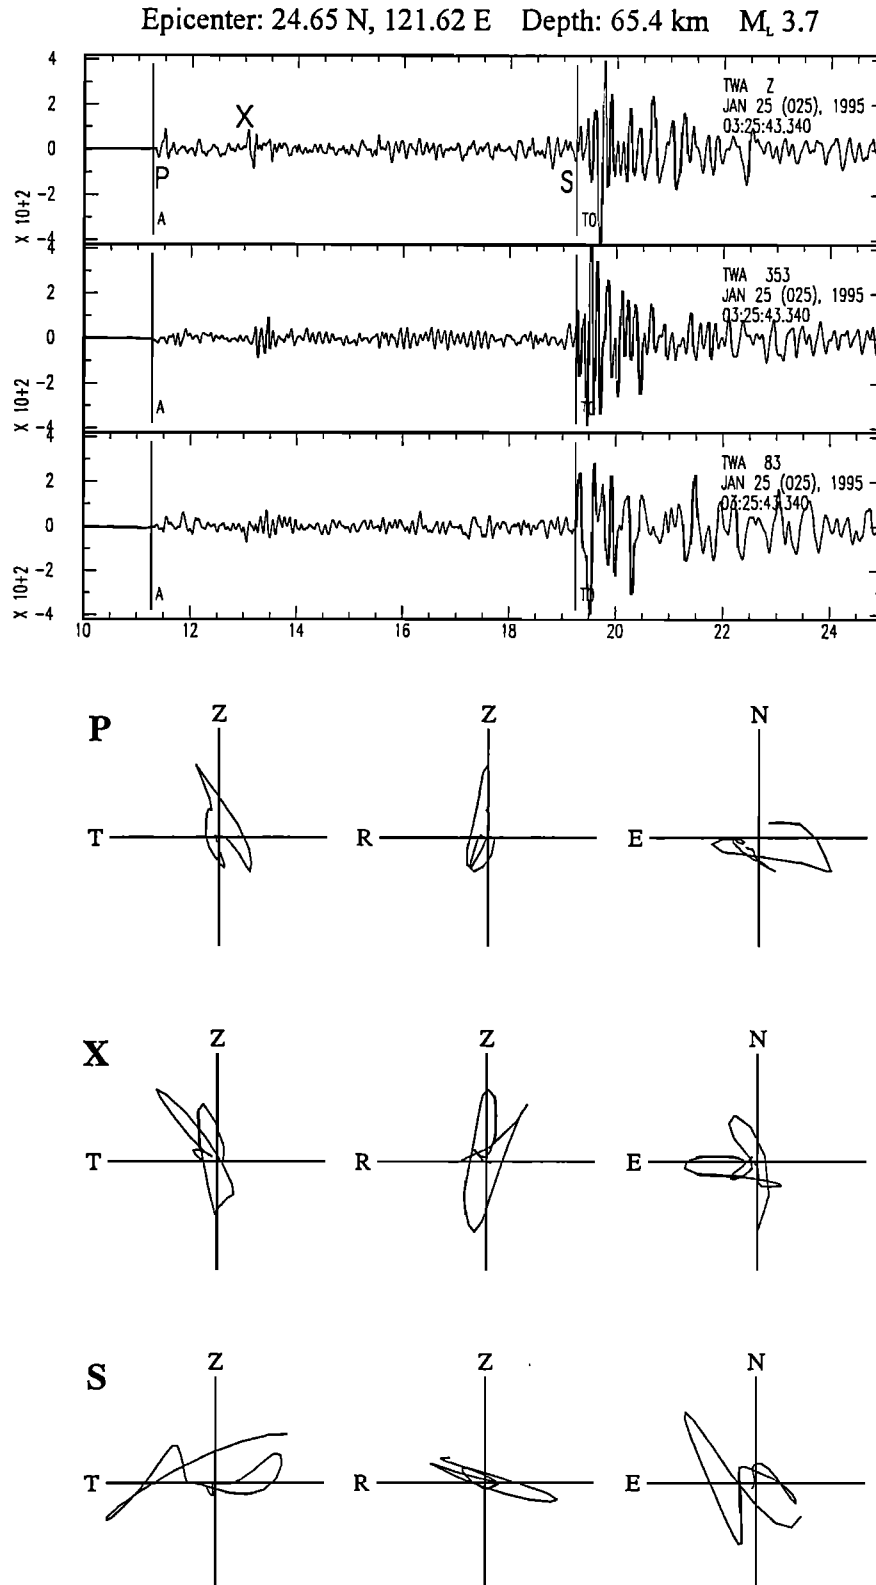 Epicenter: 24.65 N, 121.62 E Depth: 65.4 km M_L 3.7
4
2
0
-2
-4
X 10+2
X
P
S
A
T0
TWA Z
JAN 25 (025), 1995
03:25:43.340
4
2
0
-2
-4
X 10+2
A
TWA 353
JAN 25 (025), 1995
03:25:43.340
4
2
0
-2
-4
X 10+2
A
T0
TWA 83
JAN 25 (025), 1995
03:25:43.340
10 12 14 16 18 20 22 24
P
Z Z N
T R E
X
Z Z N
T R E
S
Z Z N
T R E